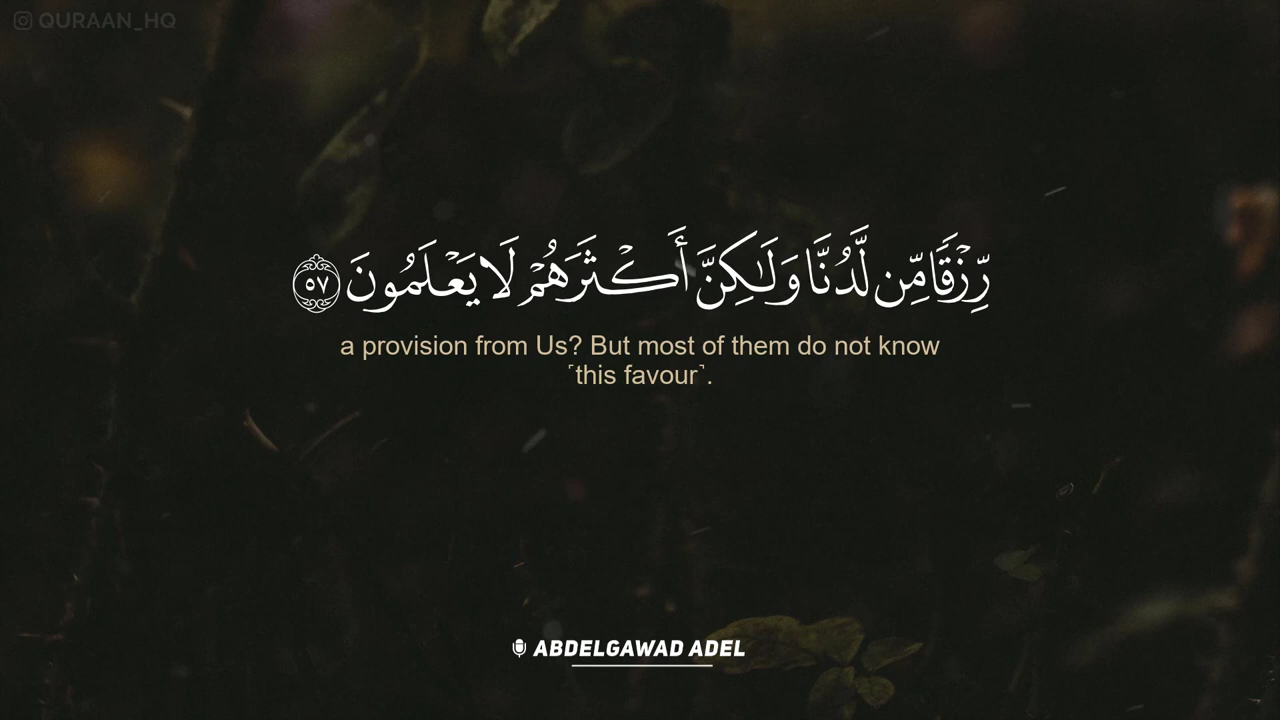 QURAAN_HQ
رِّزْقًا مِّن لَّدُنَّا وَلَٰكِنَّ أَكْثَرَهُمْ لَا يَعْلَمُونَ ٥٧
a provision from Us? But most of them do not know
˹this favour˺.
ABDELGAWAD ADEL